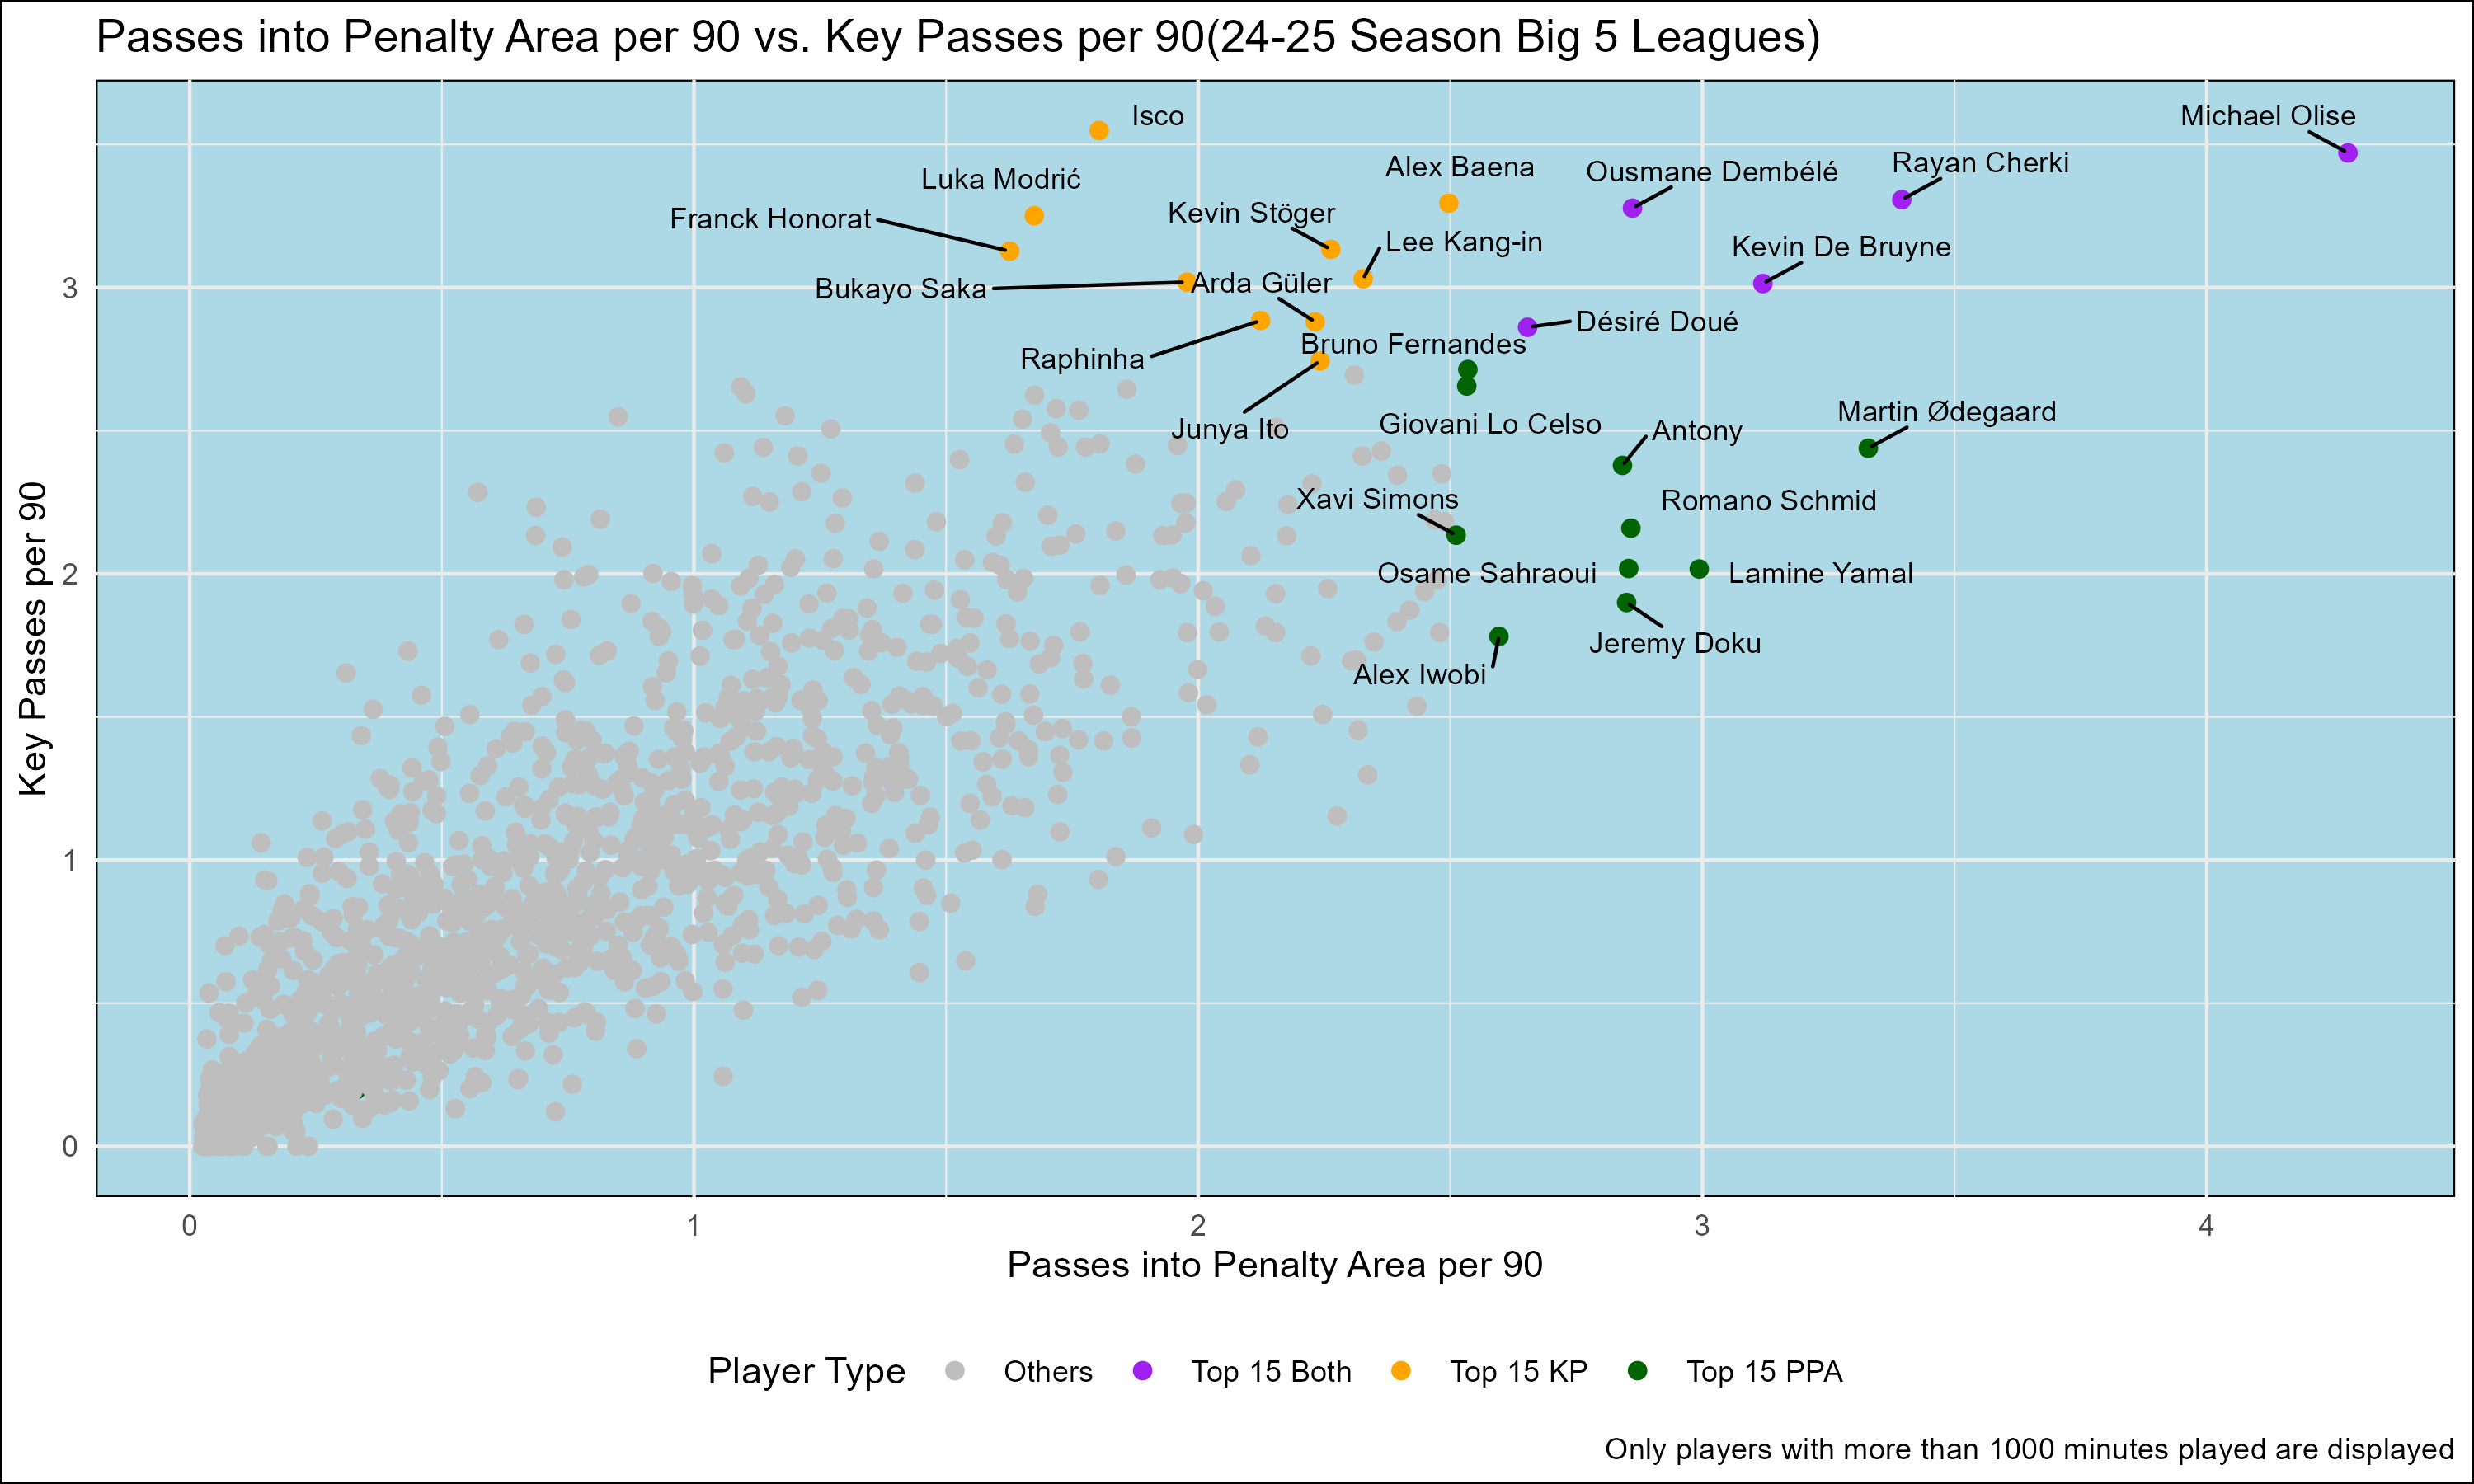 Passes into Penalty Area per 90 vs. Key Passes per 90(24-25 Season Big 5 Leagues)
Isco
Michael Olise
Alex Baena
Rayan Cherki
Ousmane Dembélé
Luka Modrić
Kevin Stöger
Franck Honorat
Lee Kang-in
Kevin De Bruyne
Arda Güler
Bukayo Saka
Désiré Doué
Bruno Fernandes
Raphinha
Martin Ødegaard
Giovani Lo Celso
Junya Ito
Antony
Xavi Simons
Romano Schmid
Osame Sahraoui
Lamine Yamal
Jeremy Doku
Alex Iwobi
Key Passes per 90
3
2
1
0
0 1 2 3 4
Passes into Penalty Area per 90
Player Type Others Top 15 Both Top 15 KP Top 15 PPA
Only players with more than 1000 minutes played are displayed